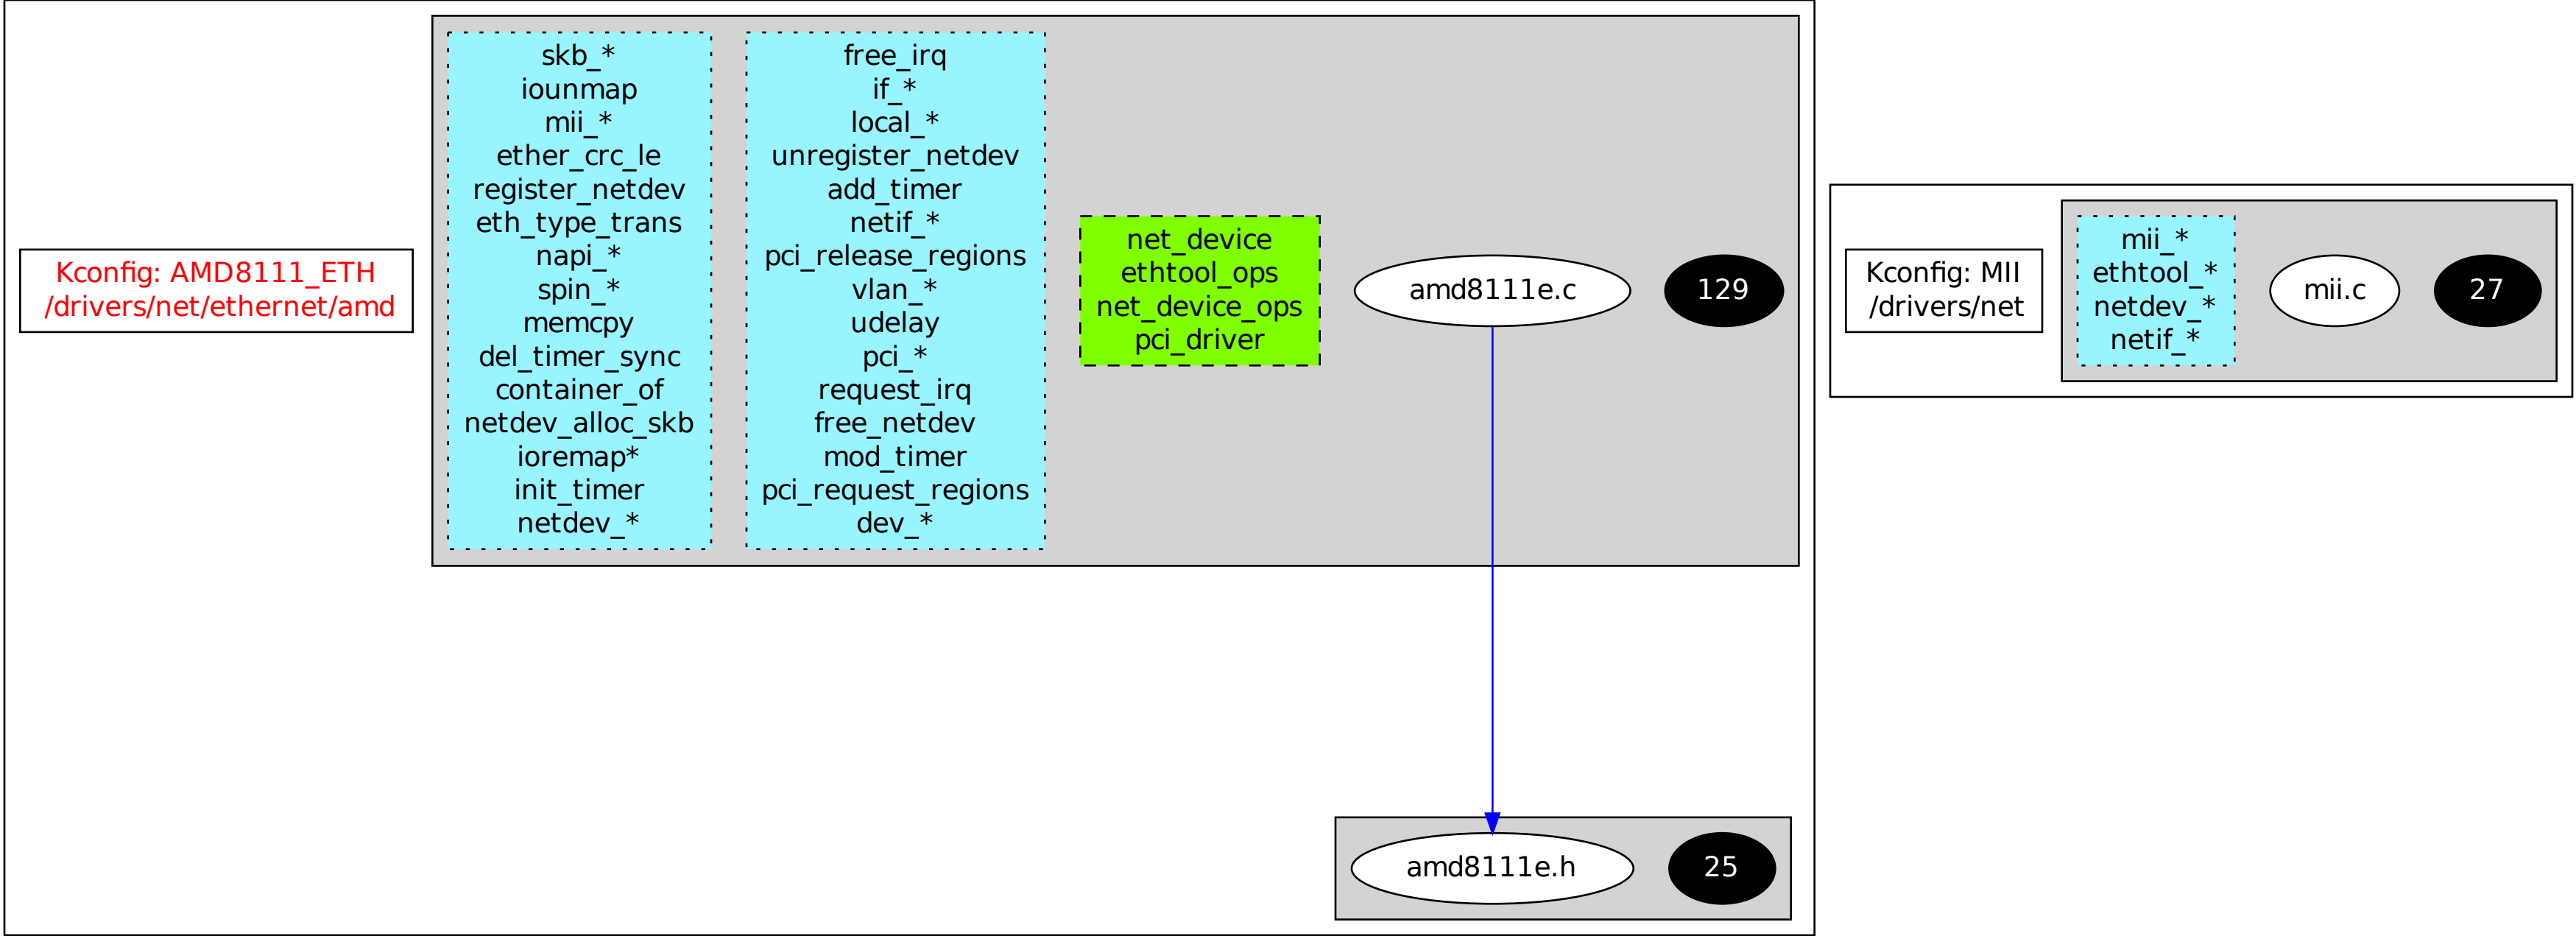 Kconfig: AMD8111_ETH
/drivers/net/ethernet/amd
skb_*
iounmap
mii_*
ether_crc_le
register_netdev
eth_type_trans
napi_*
spin_*
memcpy
del_timer_sync
container_of
netdev_alloc_skb
ioremap*
init_timer
netdev_*
free_irq
if_*
local_*
unregister_netdev
add_timer
netif_*
pci_release_regions
vlan_*
udelay
pci_*
request_irq
free_netdev
mod_timer
pci_request_regions
dev_*
net_device
ethtool_ops
net_device_ops
pci_driver
amd8111e.c
129
amd8111e.h
25
Kconfig: MII
/drivers/net
mii_*
ethtool_*
netdev_*
netif_*
mii.c
27